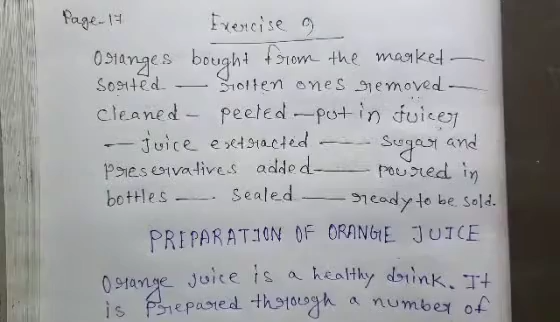 Page-17
Exercise 9
Oranges bought from the market —
Sorted — rotten ones removed —
cleaned - peeled - put in juicer
— juice extracted — Sugar and
Preservatives added — poured in
bottles — Sealed — ready to be sold.
PRIPARATION OF ORANGE JUICE
Orange juice is a healthy drink. It
is prepared through a number of